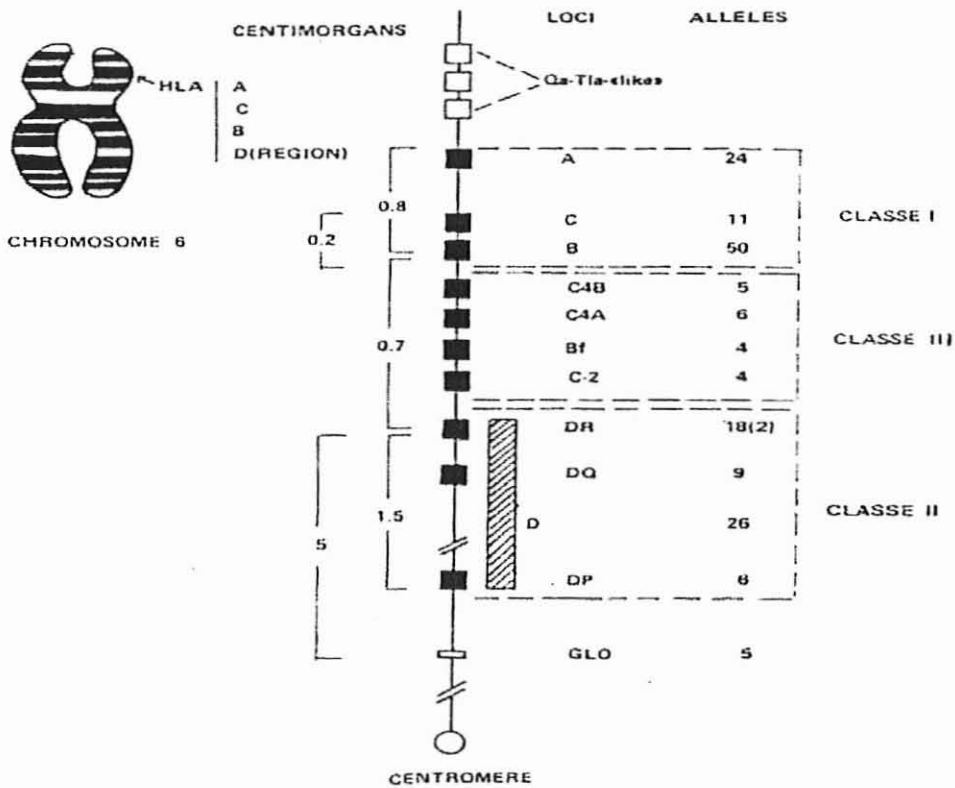 CENTIMORGANS LOCI ALLELES
HLA A
C
B
D(REGION)
CHROMOSOME 6
Qa-Tla-
A 24
0.8
C 11 CLASSE I
0.2
B 50
C4B 5
C4A 6
0.7 Bf 4 CLASSE III
C-2 4
DR 18(2)
DQ 9
1.5 D 26 CLASSE II
5
DP 6
GLO 5
CENTROMERE